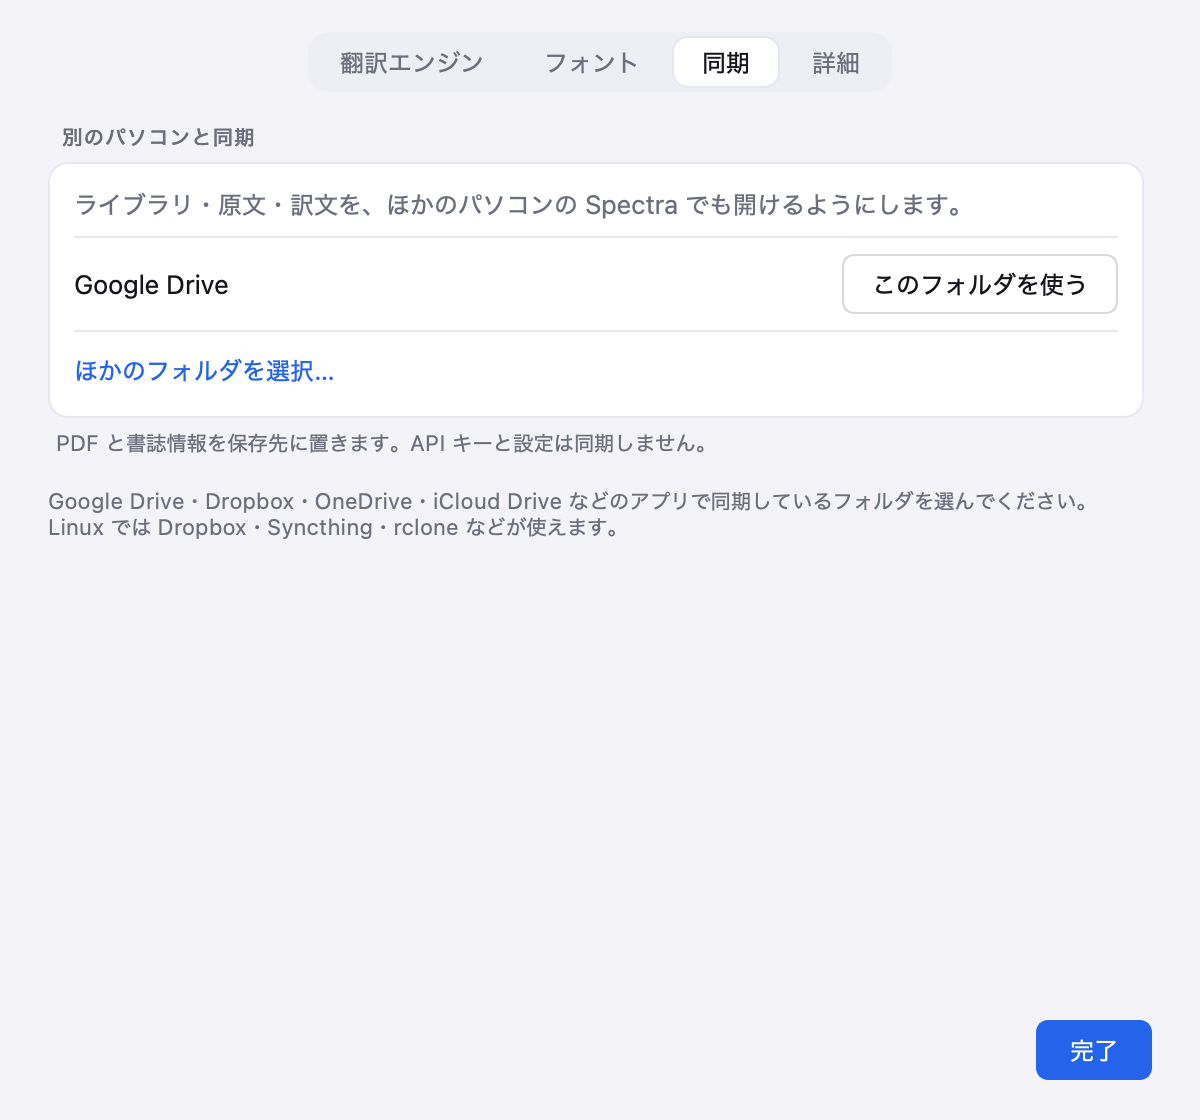 翻訳エンジン
フォント
同期
詳細
別のパソコンと同期
ライブラリ・原文・訳文を、ほかのパソコンの Spectra でも開けるようにします。
Google Drive
このフォルダを使う
ほかのフォルダを選択...
PDF と書誌情報を保存先に置きます。API キーと設定は同期しません。
Google Drive・Dropbox・OneDrive・iCloud Drive などのアプリで同期しているフォルダを選んでください。
Linux では Dropbox・Syncthing・rclone などが使えます。
完了